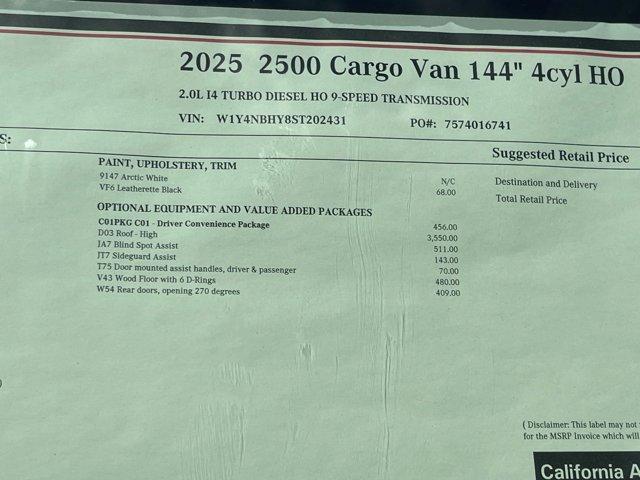 2025 2500 Cargo Van 144" 4cyl HO
2.0L I4 TURBO DIESEL HO 9-SPEED TRANSMISSION
VIN: W1Y4NBHY8ST202431 PO#: 7574016741
S:
Suggested Retail Price
PAINT, UPHOLSTERY, TRIM
9147 Arctic White N/C
VF6 Leatherette Black 68.00
Destination and Delivery
Total Retail Price
OPTIONAL EQUIPMENT AND VALUE ADDED PACKAGES
C01PKG C01 - Driver Convenience Package 456.00
D03 Roof - High 3,550.00
JA7 Blind Spot Assist 511.00
JT7 Sideguard Assist 143.00
T75 Door mounted assist handles, driver & passenger 70.00
V43 Wood Floor with 6 D-Rings 480.00
W54 Rear doors, opening 270 degrees 409.00
)
( Disclaimer: This label may not
for the MSRP Invoice which will
California A